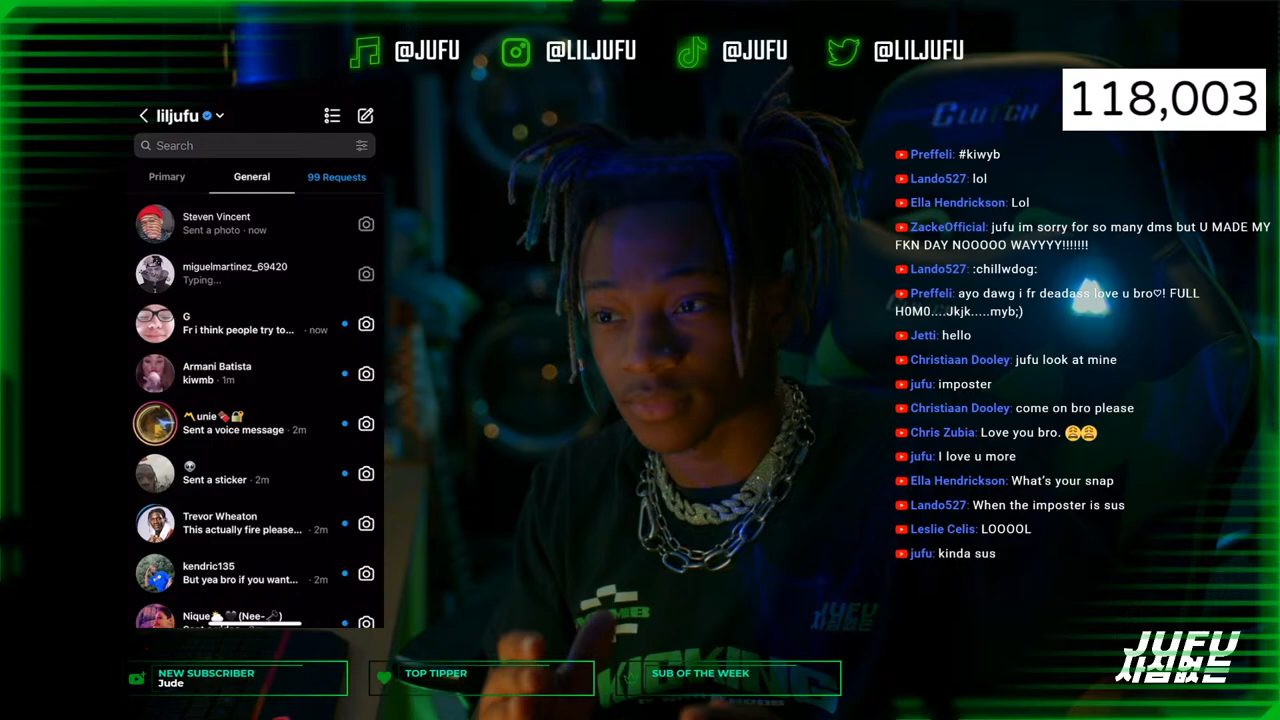 @JUFU @LILJUFU @JUFU @LILJUFU
118,003
CLUTCH
liljufu
Search
Primary General 99 Requests
Steven Vincent
Sent a photo · now
miguelmartinez_69420
Typing...
G
Fr i think people try to... · now
Armani Batista
kiwmb · 1m
unie
Sent a voice message · 2m
👽
Sent a sticker · 2m
Trevor Wheaton
This actually fire please... · 2m
kendric135
But yea bro if you want... · 2m
Nique (Nee-🗝)
Preffeli: #kiwyb
Lando527: lol
Ella Hendrickson: Lol
ZackeOfficial: jufu im sorry for so many dms but U MADE MY
FKN DAY NOOOOO WAYYYY!!!!!!!
Lando527: :chillwdog:
Preffeli: ayo dawg i fr deadass love u bro♡! FULL
H0M0....Jkjk.....myb;)
Jetti: hello
Christiaan Dooley: jufu look at mine
jufu: imposter
Christiaan Dooley: come on bro please
Chris Zubia: Love you bro. 😩😩
jufu: I love u more
Ella Hendrickson: What's your snap
Lando527: When the imposter is sus
Leslie Celis: LOOOOL
jufu: kinda sus
JUFU
JUFU
NEW SUBSCRIBER
Jude
TOP TIPPER
SUB OF THE WEEK